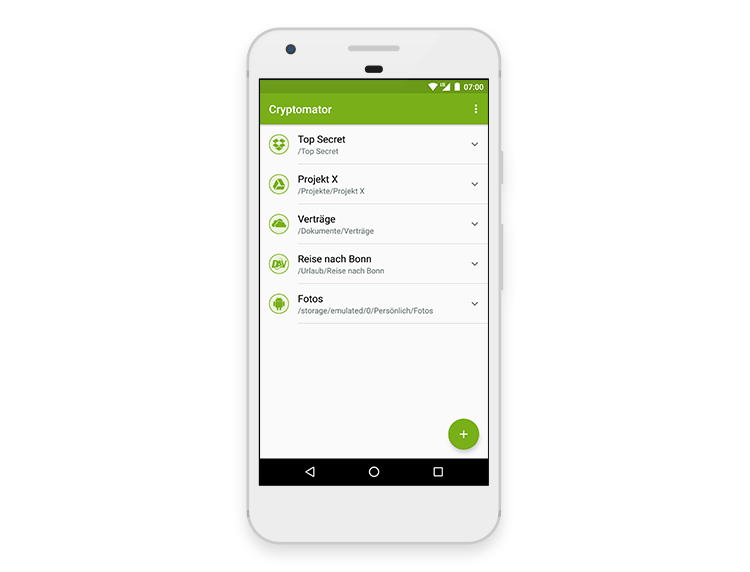 07:00
Cryptomator
Top Secret
/Top Secret
Projekt X
/Projekte/Projekt X
Verträge
/Dokumente/Verträge
DAV
Reise nach Bonn
/Urlaub/Reise nach Bonn
Fotos
/storage/emulated/0/Persönlich/Fotos